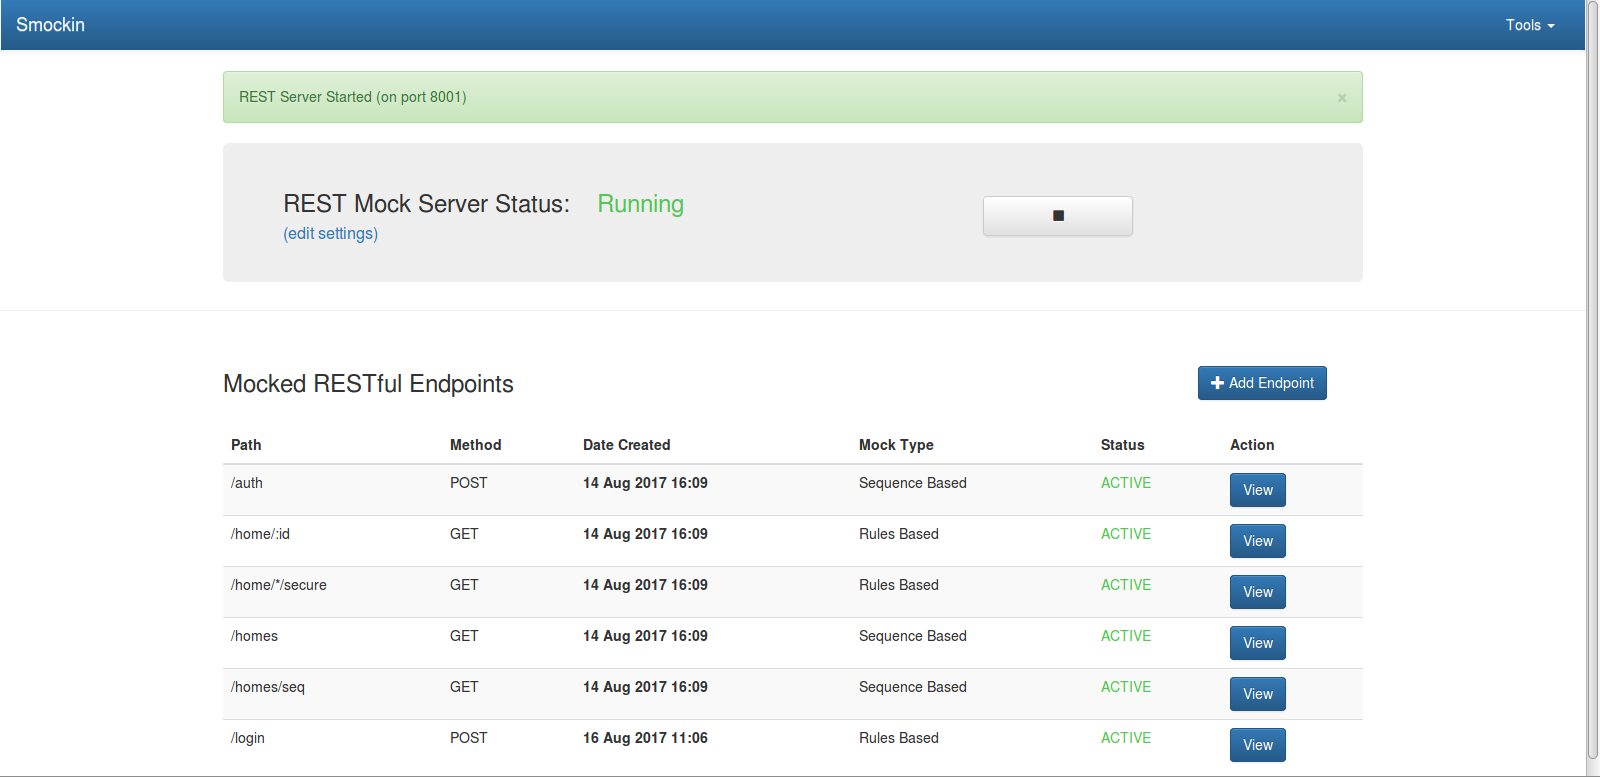 Smockin Tools
REST Server Started (on port 8001) ×
REST Mock Server Status: Running
(edit settings)
Mocked RESTful Endpoints Add Endpoint
Path Method Date Created Mock Type Status Action
/auth POST 14 Aug 2017 16:09 Sequence Based ACTIVE View
/home/:id GET 14 Aug 2017 16:09 Rules Based ACTIVE View
/home/*/secure GET 14 Aug 2017 16:09 Rules Based ACTIVE View
/homes GET 14 Aug 2017 16:09 Sequence Based ACTIVE View
/homes/seq GET 14 Aug 2017 16:09 Sequence Based ACTIVE View
/login POST 16 Aug 2017 11:06 Rules Based ACTIVE View